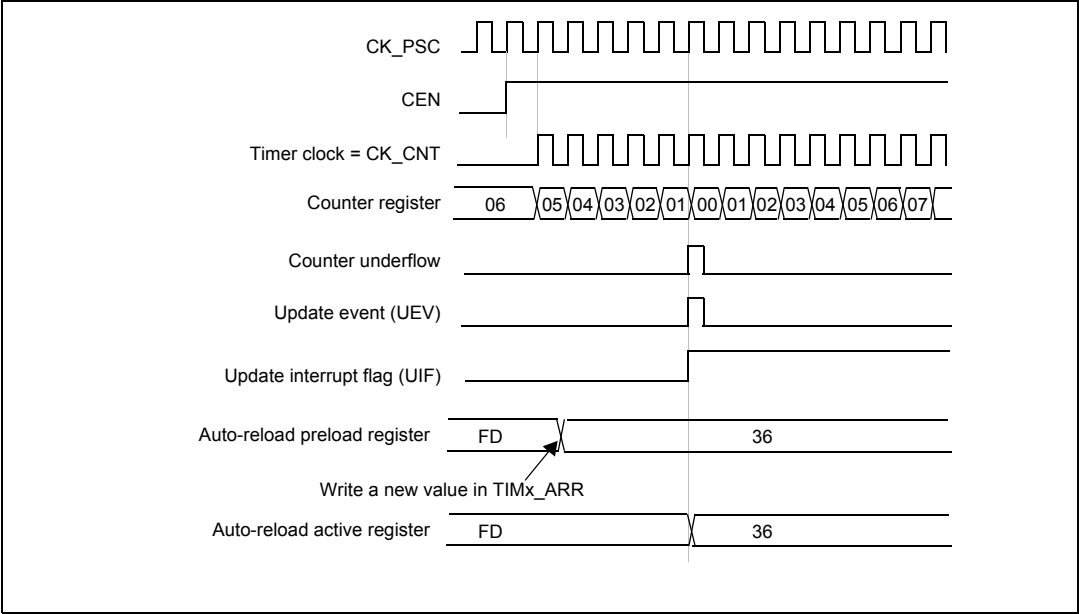 CK_PSC
CEN
Timer clock = CK_CNT
Counter register 06 05 04 03 02 01 00 01 02 03 04 05 06 07
Counter underflow
Update event (UEV)
Update interrupt flag (UIF)
Auto-reload preload register FD 36
Write a new value in TIMx_ARR
Auto-reload active register FD 36